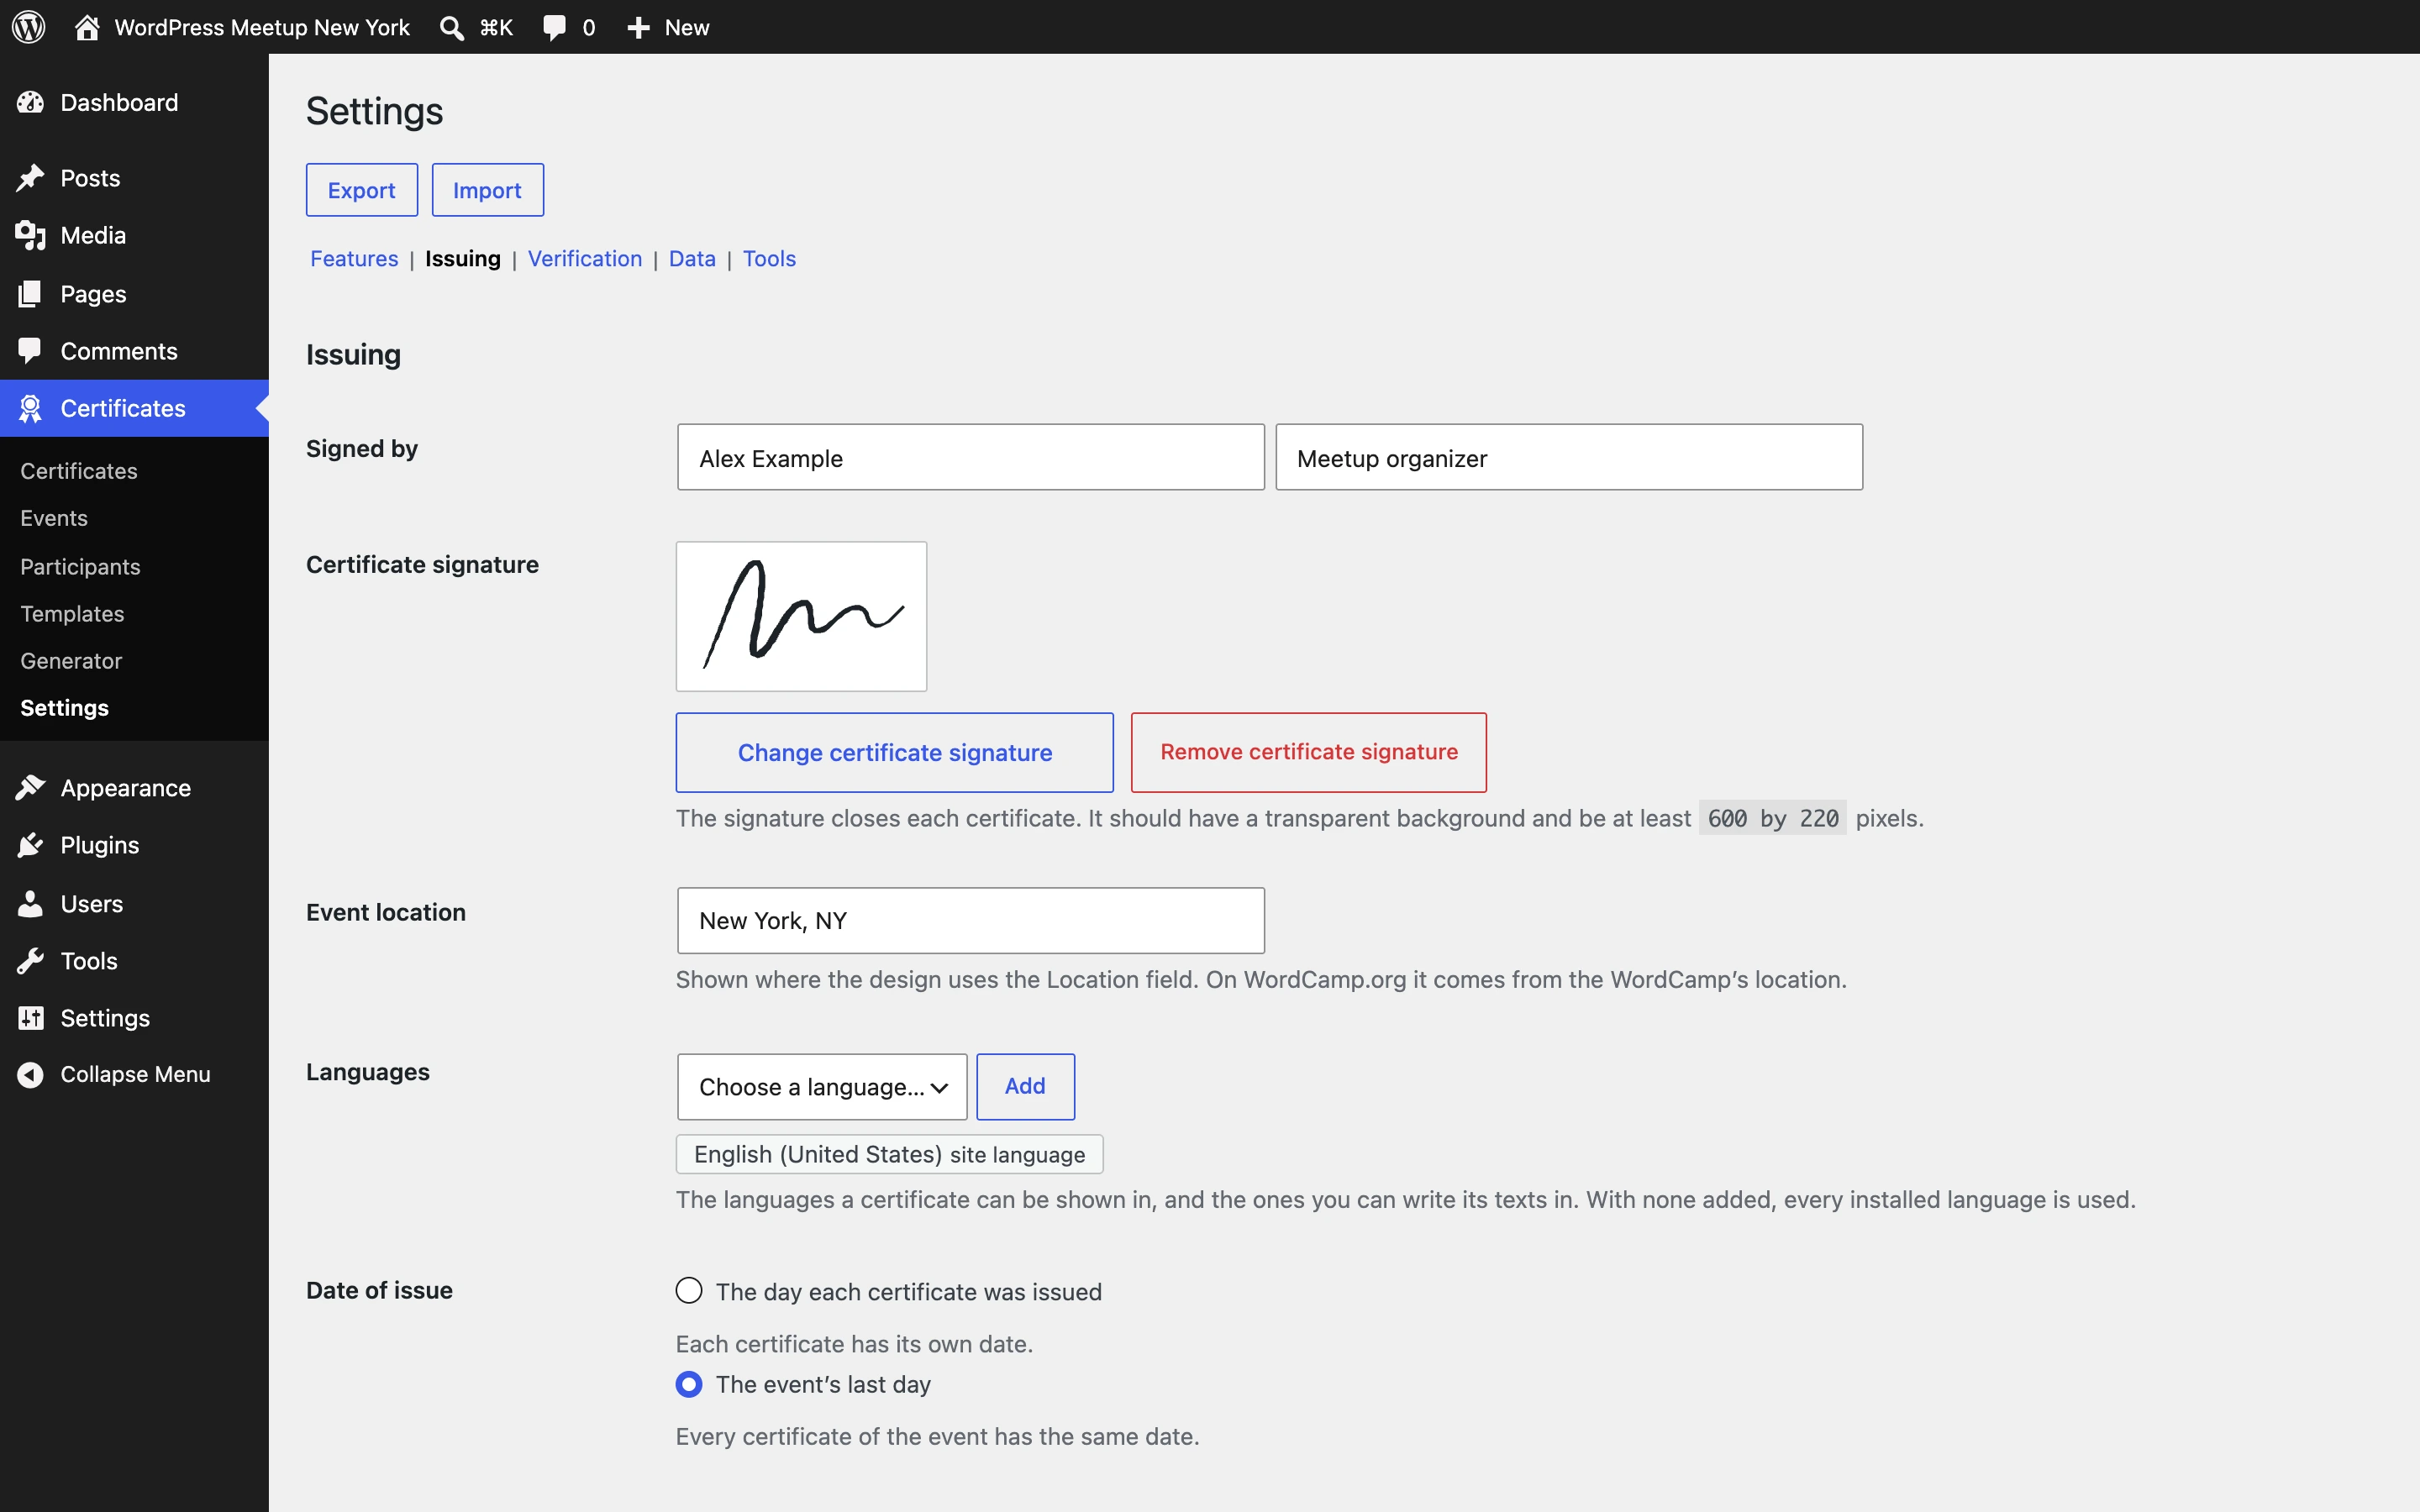 WordPress Meetup New York
⌘K
0
New
Dashboard
Posts
Media
Pages
Comments
Certificates
Certificates
Events
Participants
Templates
Generator
Settings
Appearance
Plugins
Users
Tools
Settings
Collapse Menu
Settings
Export
Import
Features | Issuing | Verification | Data | Tools
Issuing
Signed by
Alex Example
Meetup organizer
Certificate signature
Change certificate signature
Remove certificate signature
The signature closes each certificate. It should have a transparent background and be at least 600 by 220 pixels.
Event location
New York, NY
Shown where the design uses the Location field. On WordCamp.org it comes from the WordCamp’s location.
Languages
Choose a language...
Add
English (United States) site language
The languages a certificate can be shown in, and the ones you can write its texts in. With none added, every installed language is used.
Date of issue
The day each certificate was issued
Each certificate has its own date.
The event’s last day
Every certificate of the event has the same date.